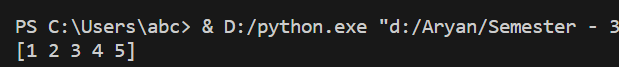 PS C:\Users\abc> & D:/python.exe "d:/Aryan/Semester - 3
[1 2 3 4 5]